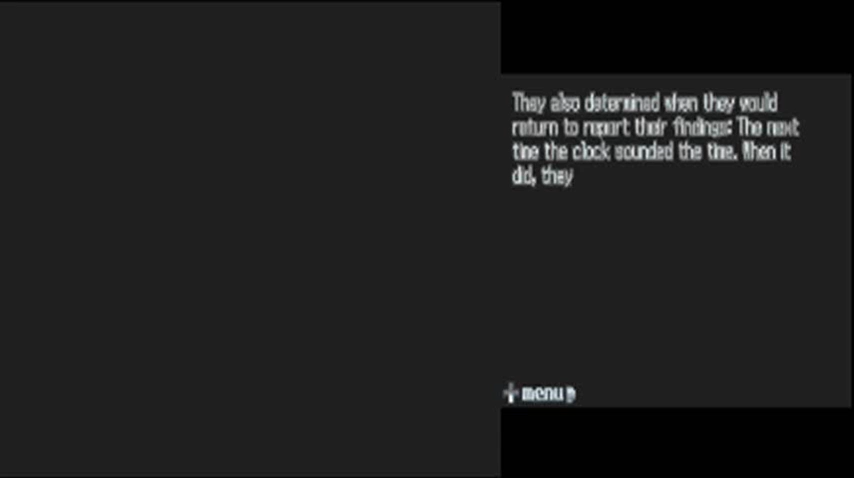 They also determined when they would
return to report their findings: The next
time the clock sounded the time. When it
did, they
menu